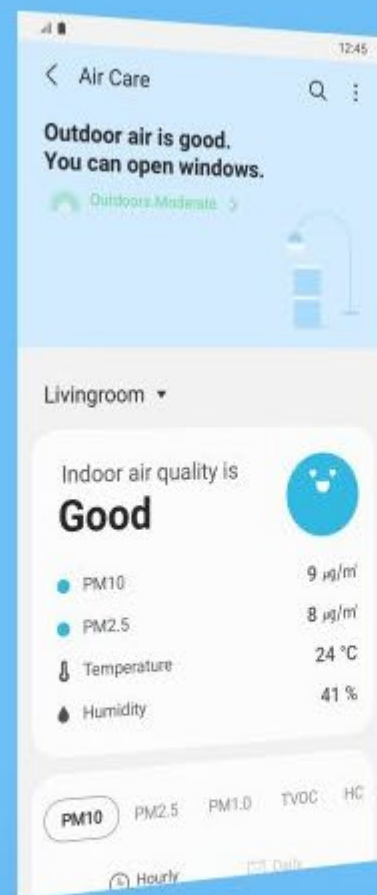 12:45
Air Care
Outdoor air is good.
You can open windows.
Outdoors Moderate
Livingroom
Indoor air quality is
Good
PM10 9 μg/m³
PM2.5 8 μg/m³
Temperature 24 °C
Humidity 41 %
PM10 PM2.5 PM1.0 TVOC HC
Hourly Daily